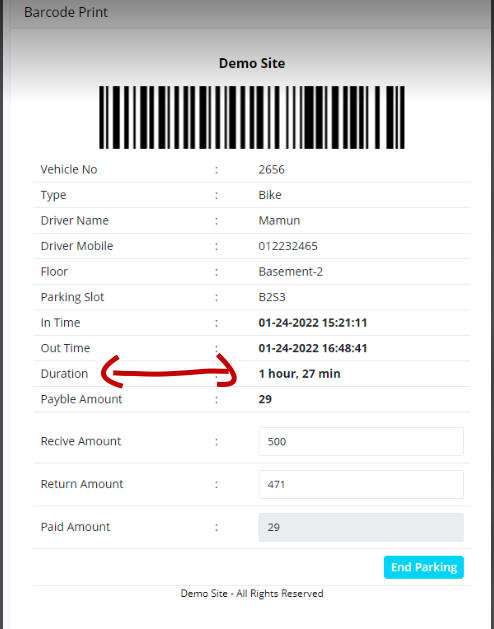 Barcode Print
Demo Site
Vehicle No : 2656
Type : Bike
Driver Name : Mamun
Driver Mobile : 012232465
Floor : Basement-2
Parking Slot : B2S3
In Time : 01-24-2022 15:21:11
Out Time : 01-24-2022 16:48:41
Duration : 1 hour, 27 min
Payble Amount : 29
Recive Amount : 500
Return Amount : 471
Paid Amount : 29
End Parking
Demo Site - All Rights Reserved